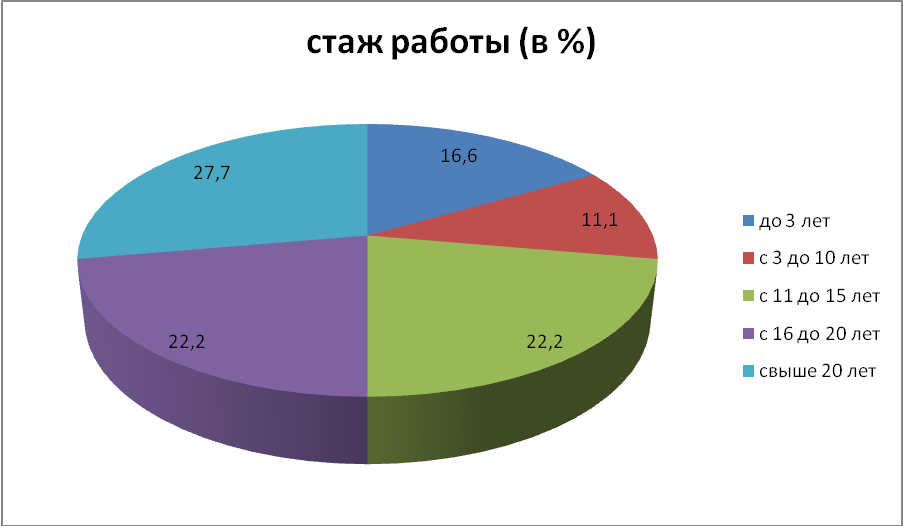 стаж работы (в %)
16,6
27,7
11,1
22,2
22,2
до 3 лет
с 3 до 10 лет
с 11 до 15 лет
с 16 до 20 лет
свыше 20 лет